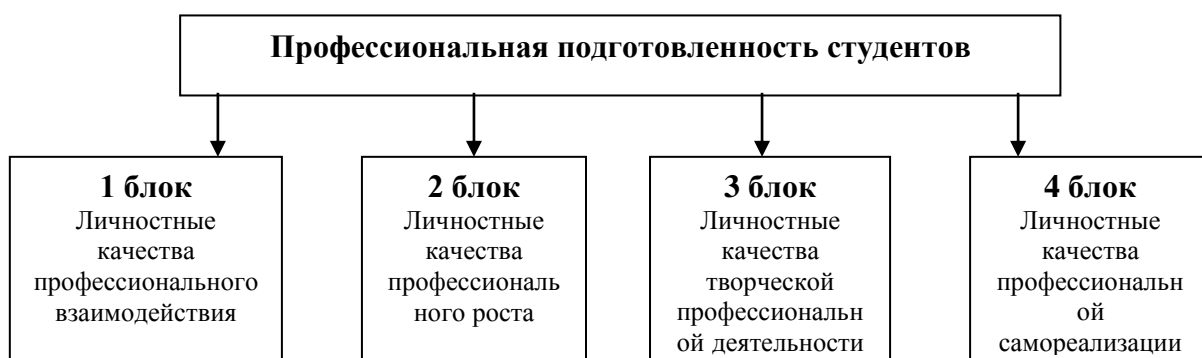 Профессиональная подготовленность студентов
1 блок
Личностные
качества
профессионального
взаимодействия
2 блок
Личностные
качества
профессиональ
ного роста
3 блок
Личностные
качества
творческой
профессиональн
ой деятельности
4 блок
Личностные
качества
профессиональн
ой
самореализации